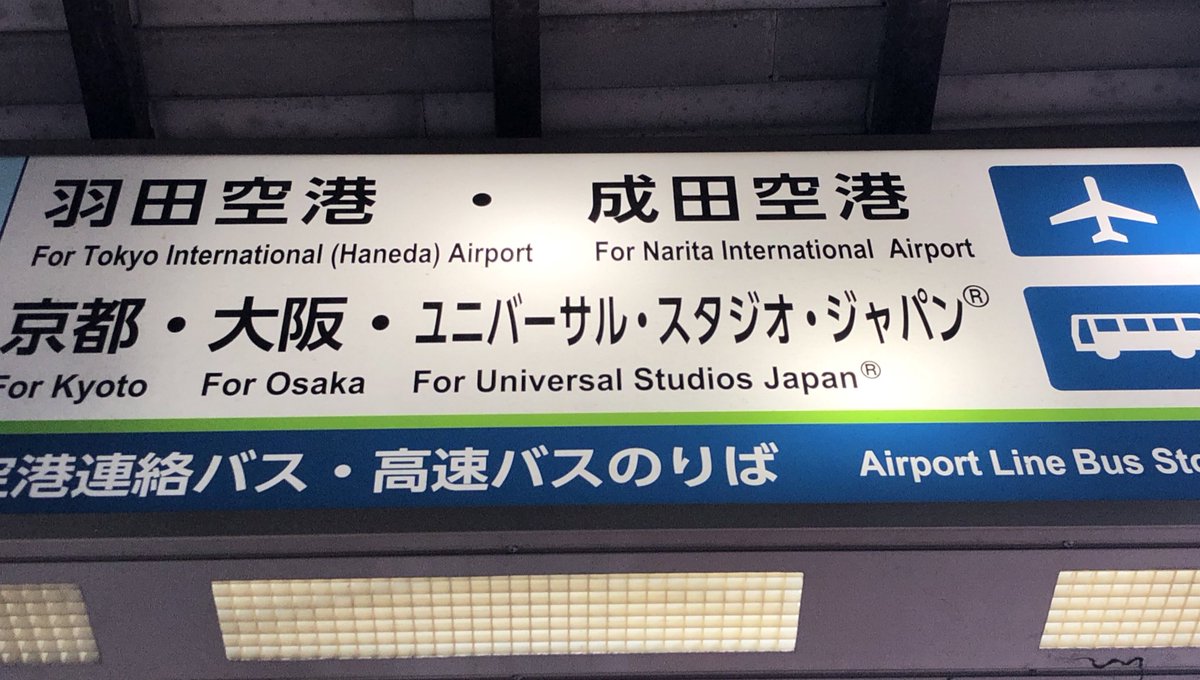 羽田空港 ・ 成田空港
For Tokyo International (Haneda) Airport For Narita International Airport
京都・大阪・ユニバーサル・スタジオ・ジャパン®
For Kyoto For Osaka For Universal Studios Japan®
空港連絡バス・高速バスのりば Airport Line Bus